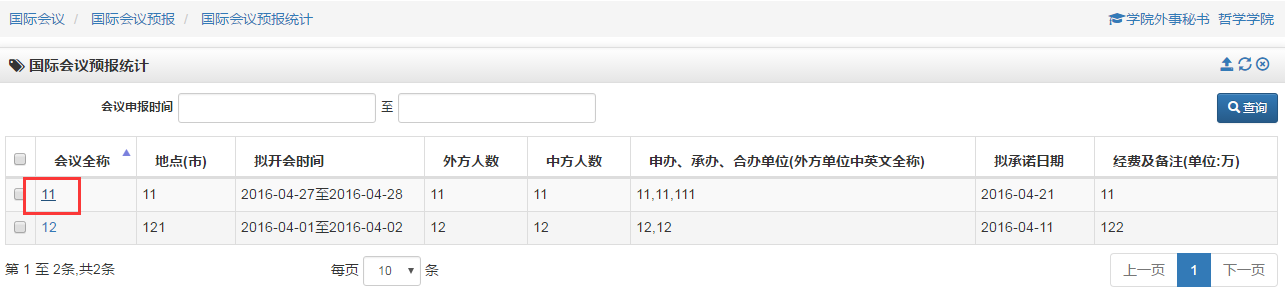 国际会议 / 国际会议预报 / 国际会议预报统计 学院外事秘书 哲学学院
国际会议预报统计
会议申报时间 至 查询
会议全称 地点(市) 拟开会时间 外方人数 中方人数 申办、承办、合办单位(外方单位中英文全称) 拟承诺日期 经费及备注(单位:万)
11 11 2016-04-27至2016-04-28 11 11 11,11,111 2016-04-21 11
12 121 2016-04-01至2016-04-02 12 12 12,12 2016-04-11 122
第 1 至 2条,共2条 每页 10 条 上一页 1 下一页